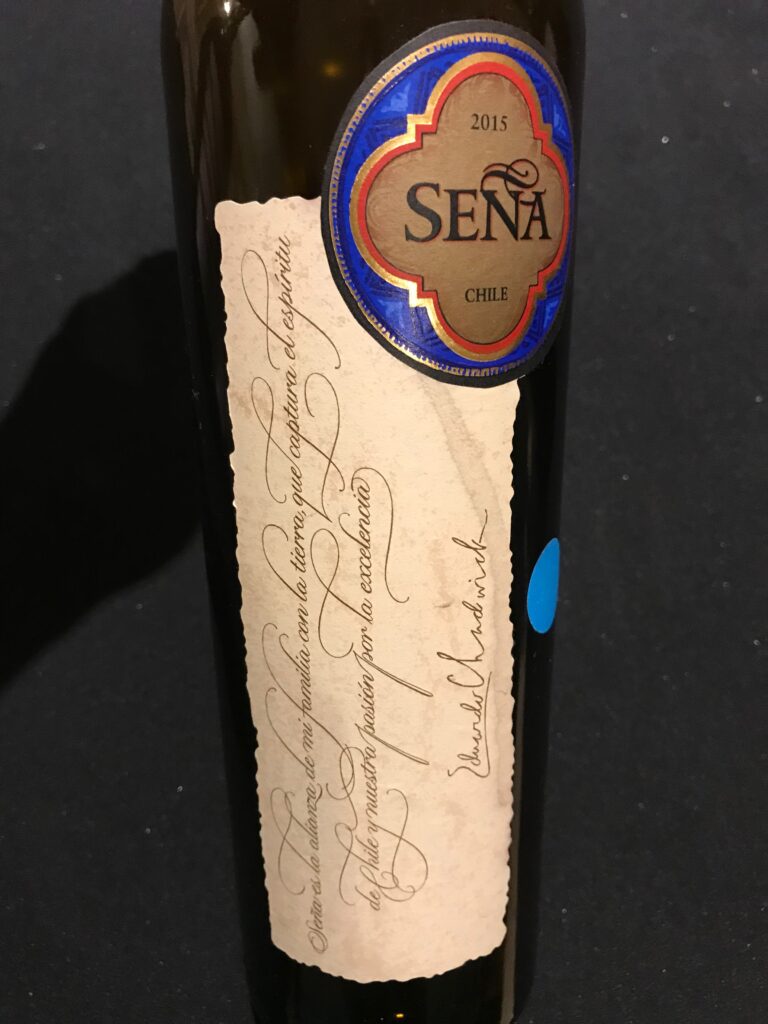 2015
SEÑA
CHILE
Seña es la alianza de mi familia con la tierra, que captura el espíritu
de Chile y nuestra pasión por la excelencia
Eduardo Chadwick